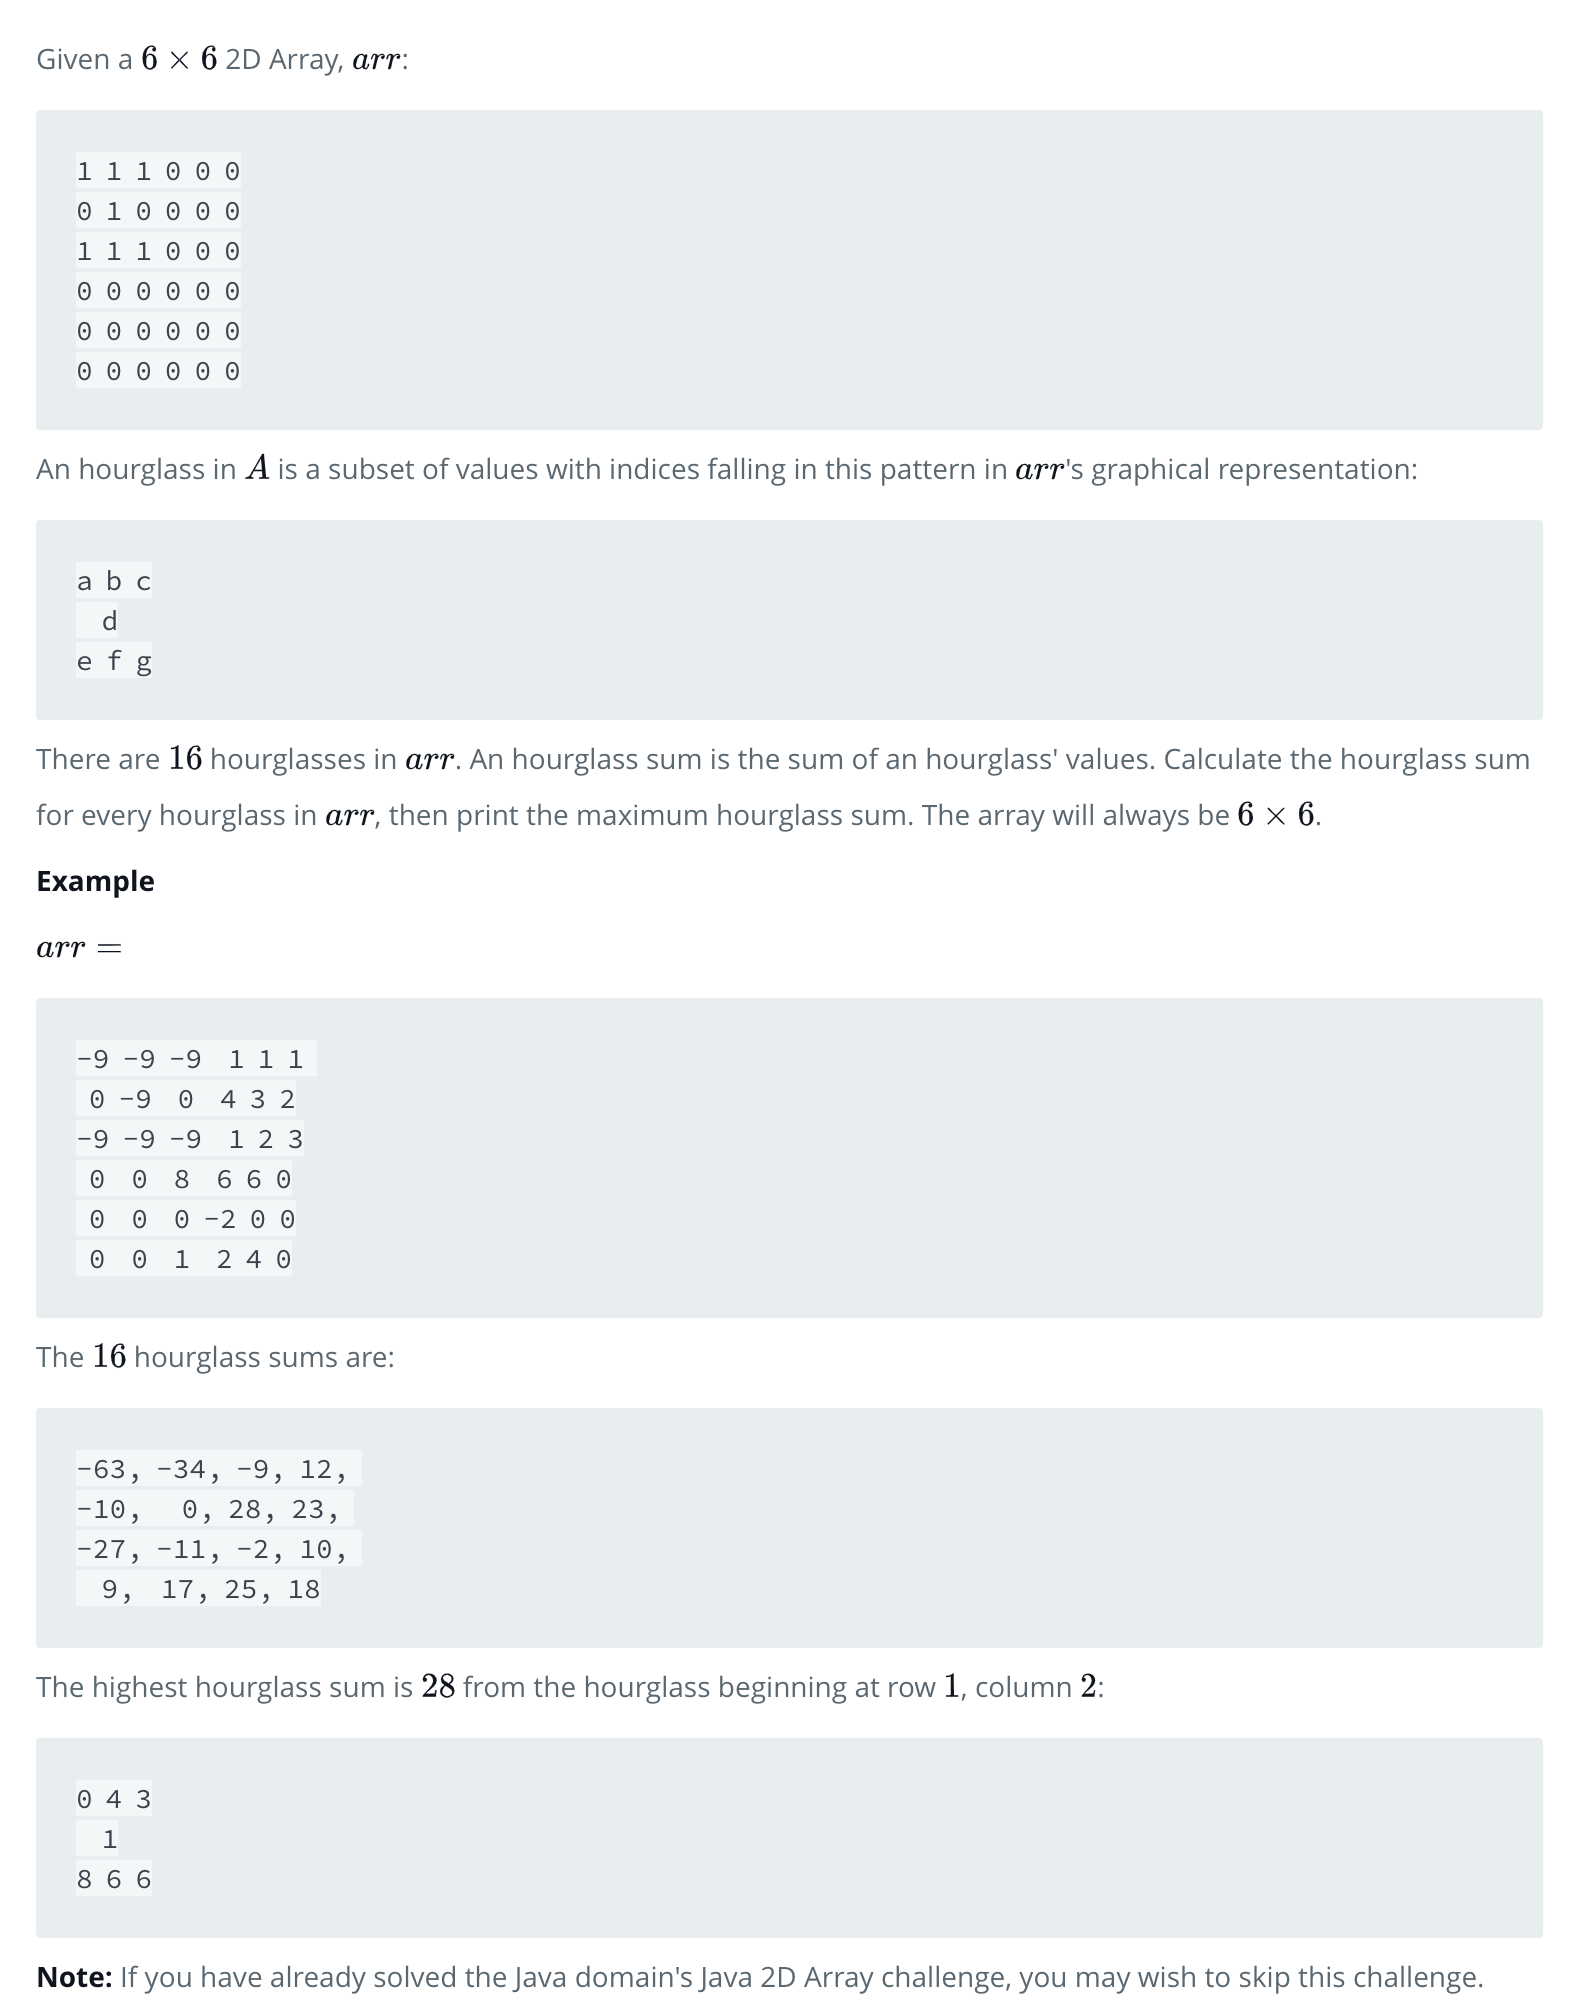 Given a 6 × 6 2D Array, arr:
1 1 1 0 0 0
0 1 0 0 0 0
1 1 1 0 0 0
0 0 0 0 0 0
0 0 0 0 0 0
0 0 0 0 0 0
An hourglass in A is a subset of values with indices falling in this pattern in arr's graphical representation:
a b c
  d
e f g
There are 16 hourglasses in arr. An hourglass sum is the sum of an hourglass' values. Calculate the hourglass sum
for every hourglass in arr, then print the maximum hourglass sum. The array will always be 6 × 6.
Example
arr =
-9 -9 -9  1 1 1
 0 -9  0  4 3 2
-9 -9 -9  1 2 3
 0  0  8  6 6 0
 0  0  0 -2 0 0
 0  0  1  2 4 0
The 16 hourglass sums are:
-63, -34, -9, 12,
-10,   0, 28, 23,
-27, -11, -2, 10,
  9,  17, 25, 18
The highest hourglass sum is 28 from the hourglass beginning at row 1, column 2:
0 4 3
  1
8 6 6
Note: If you have already solved the Java domain's Java 2D Array challenge, you may wish to skip this challenge.